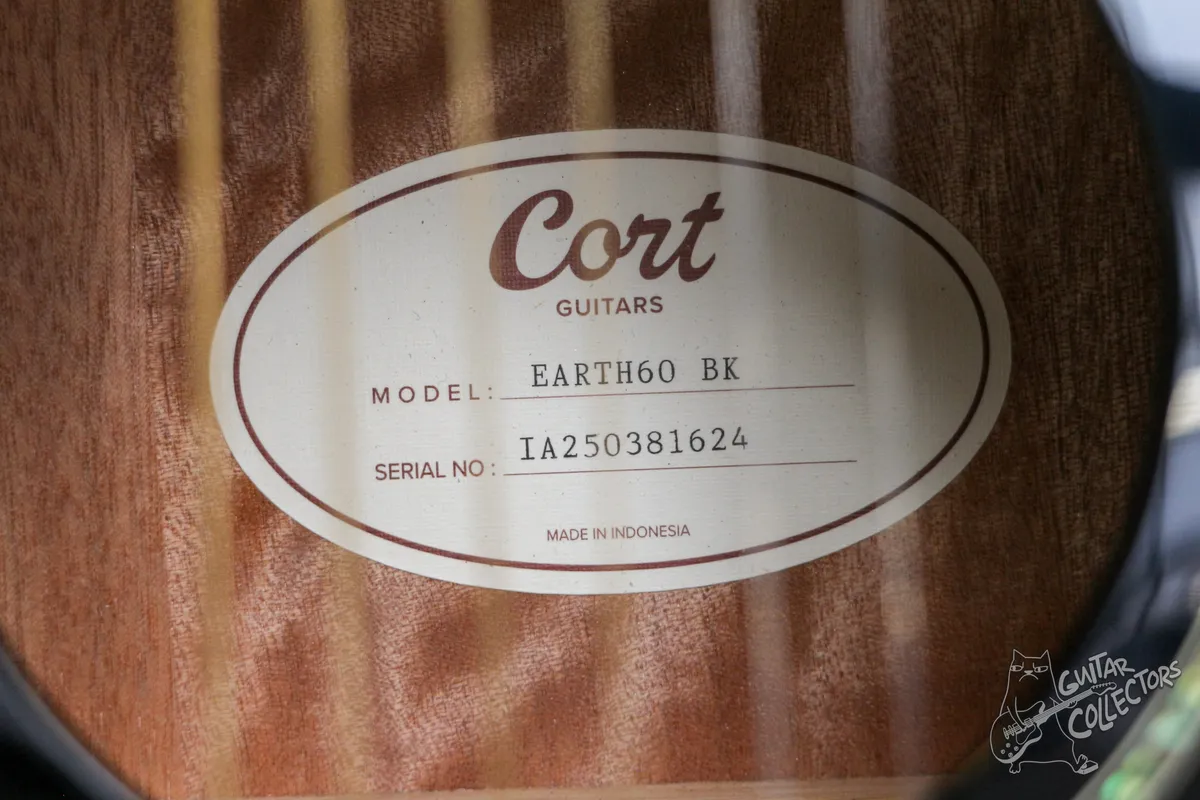 Cort
GUITARS
MODEL: EARTH60 BK
SERIAL NO: IA250381624
MADE IN INDONESIA
GUITAR
COLLECTORS